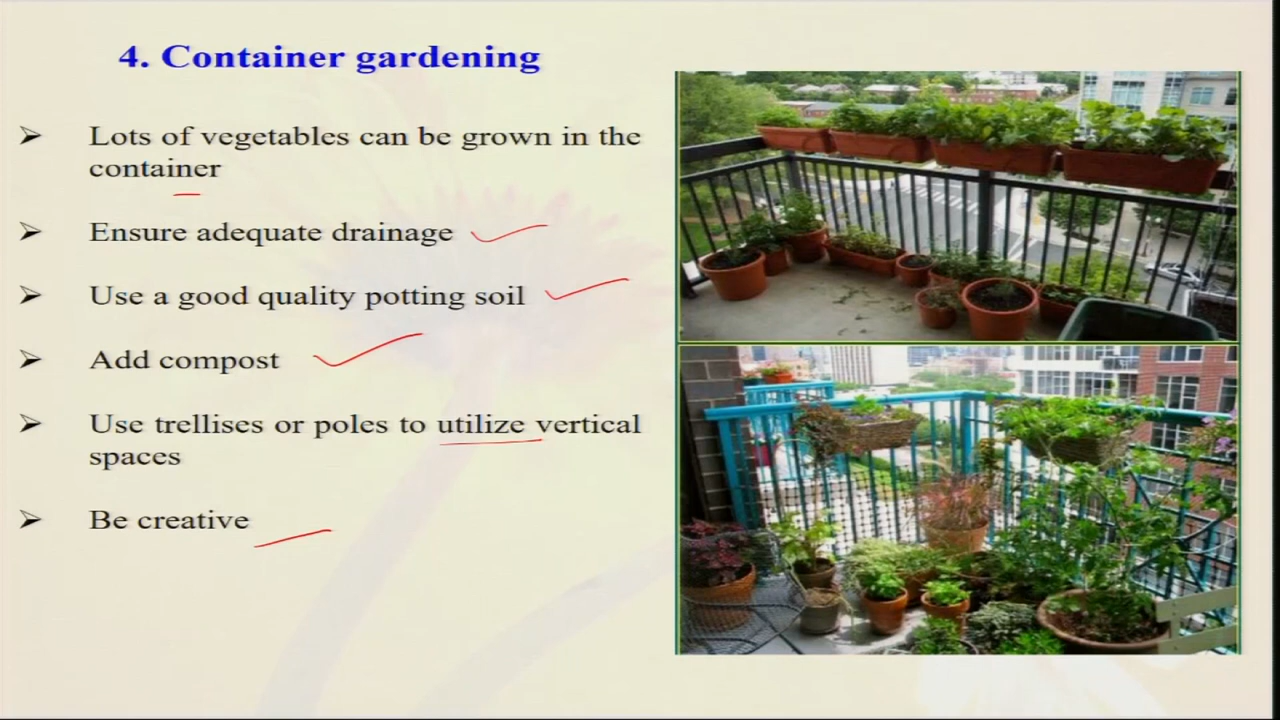 4. Container gardening
➢ Lots of vegetables can be grown in the
container
➢ Ensure adequate drainage
➢ Use a good quality potting soil
➢ Add compost
➢ Use trellises or poles to utilize vertical
spaces
➢ Be creative